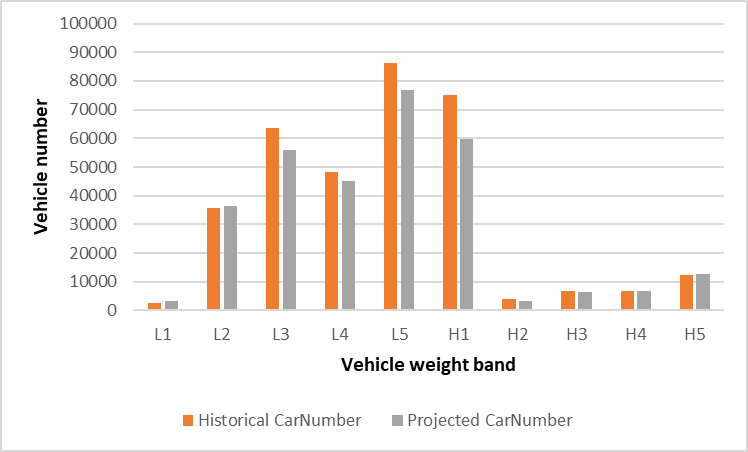 100000
90000
80000
70000
60000
50000
40000
30000
20000
10000
0
Vehicle number
L1 L2 L3 L4 L5 H1 H2 H3 H4 H5
Vehicle weight band
Historical CarNumber Projected CarNumber